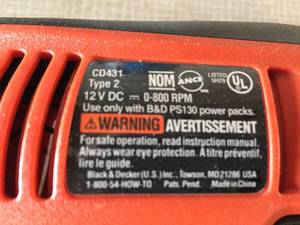 CD431
Type 2
NOM ANCE LISTED 5H29 UL
12 V DC 0-800 RPM
Use only with B&D PS130 power packs.
WARNING AVERTISSEMENT
For safe operation, read instruction manual.
Always wear eye protection. À titre préventif,
lire le guide.
Black & Decker (U.S.) Inc., Towson, MD 21286 USA
1-800-54-HOW-TO Pats. Pend. Made in China